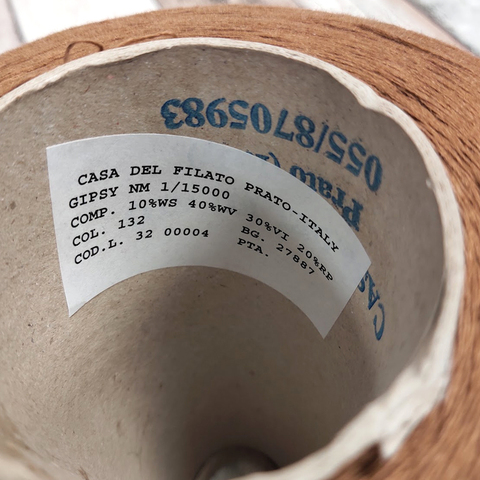 CASA DEL FILATO PRATO-ITALY
GIPSY NM 1/15000
COMP. 10%WS 40%WV 30%VI 20%RP
COL. 132 BG. 27887
COD.L. 32 00004 PTA.
055/8705983
Prato